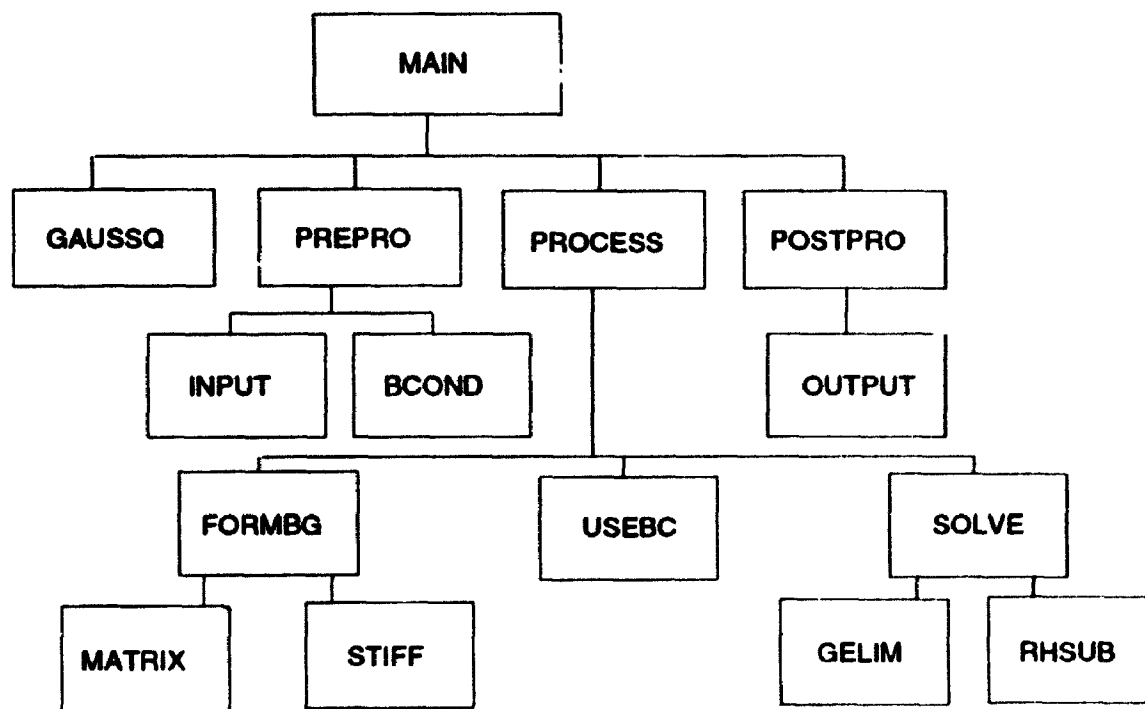 MAIN
GAUSSQ
PREPRO
PROCESS
POSTPRO
INPUT
BCOND
OUTPUT
FORMBG
USEBC
SOLVE
MATRIX
STIFF
GELIM
RHSUB